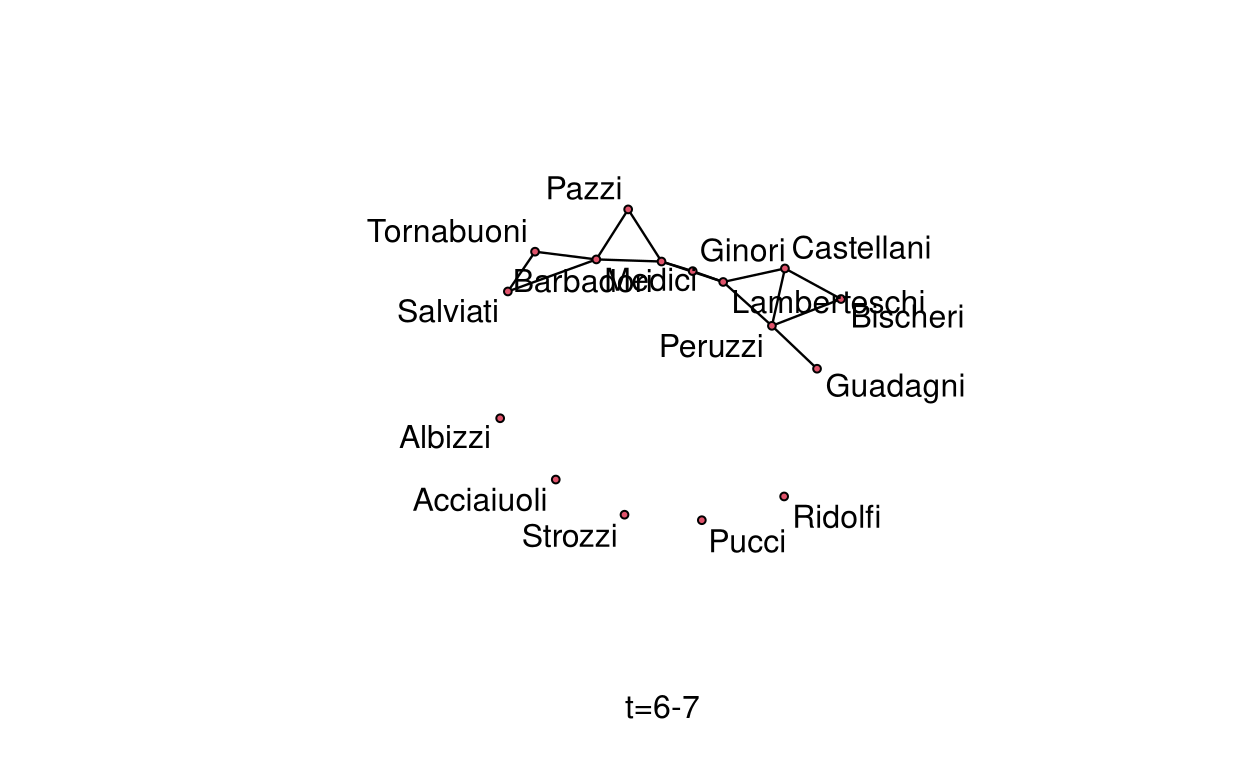 Pazzi
Tornabuoni
Ginori
Castellani
Barbadori
Medici
Salviati
Lamberteschi
Bischeri
Peruzzi
Guadagni
Albizzi
Acciaiuoli
Ridolfi
Strozzi
Pucci
t=6-7